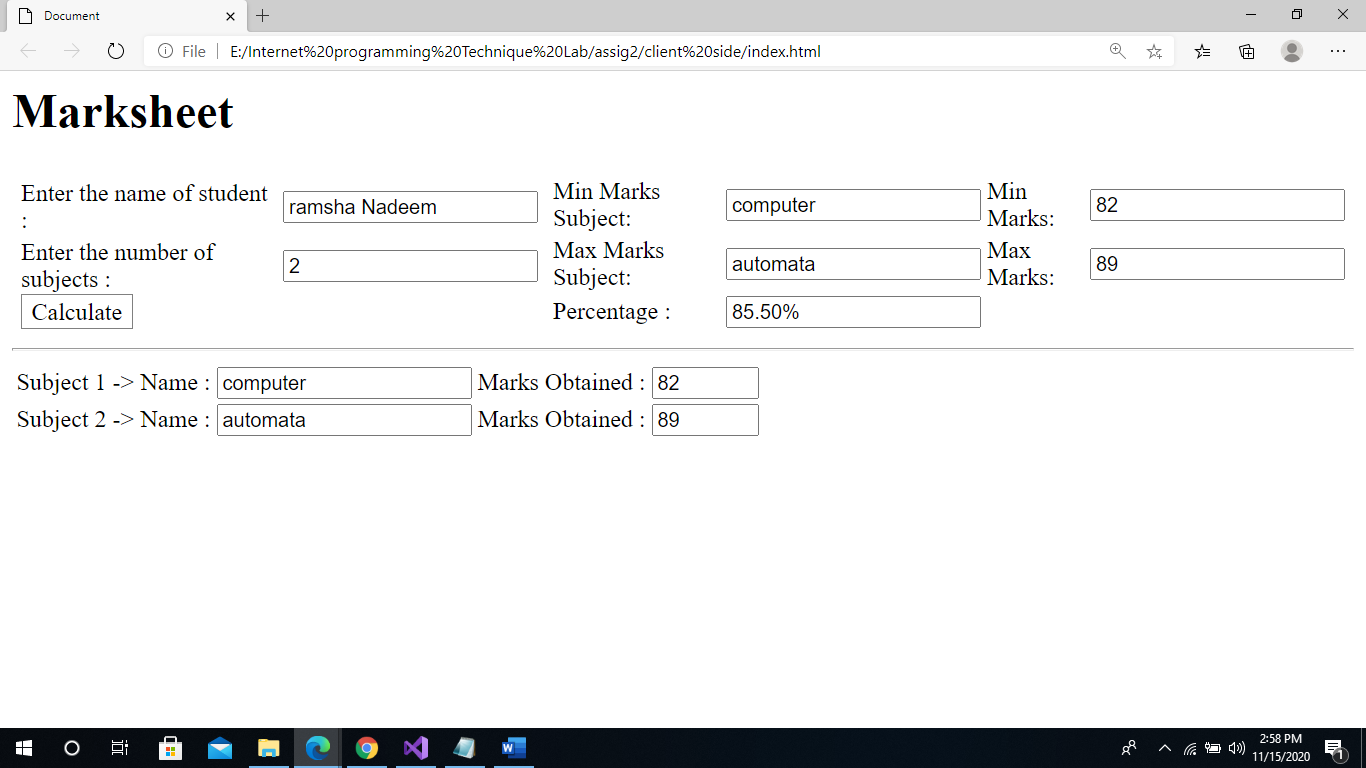 Document
File
E:/Internet%20programming%20Technique%20Lab/assig2/client%20side/index.html
Marksheet
Enter the name of student
:
ramsha Nadeem
Min Marks
Subject:
computer
Min
Marks:
82
Enter the number of
subjects :
2
Max Marks
Subject:
automata
Max
Marks:
89
Calculate
Percentage :
85.50%
Subject 1 -> Name : computer Marks Obtained : 82
Subject 2 -> Name : automata Marks Obtained : 89
2:58 PM
11/15/2020
1